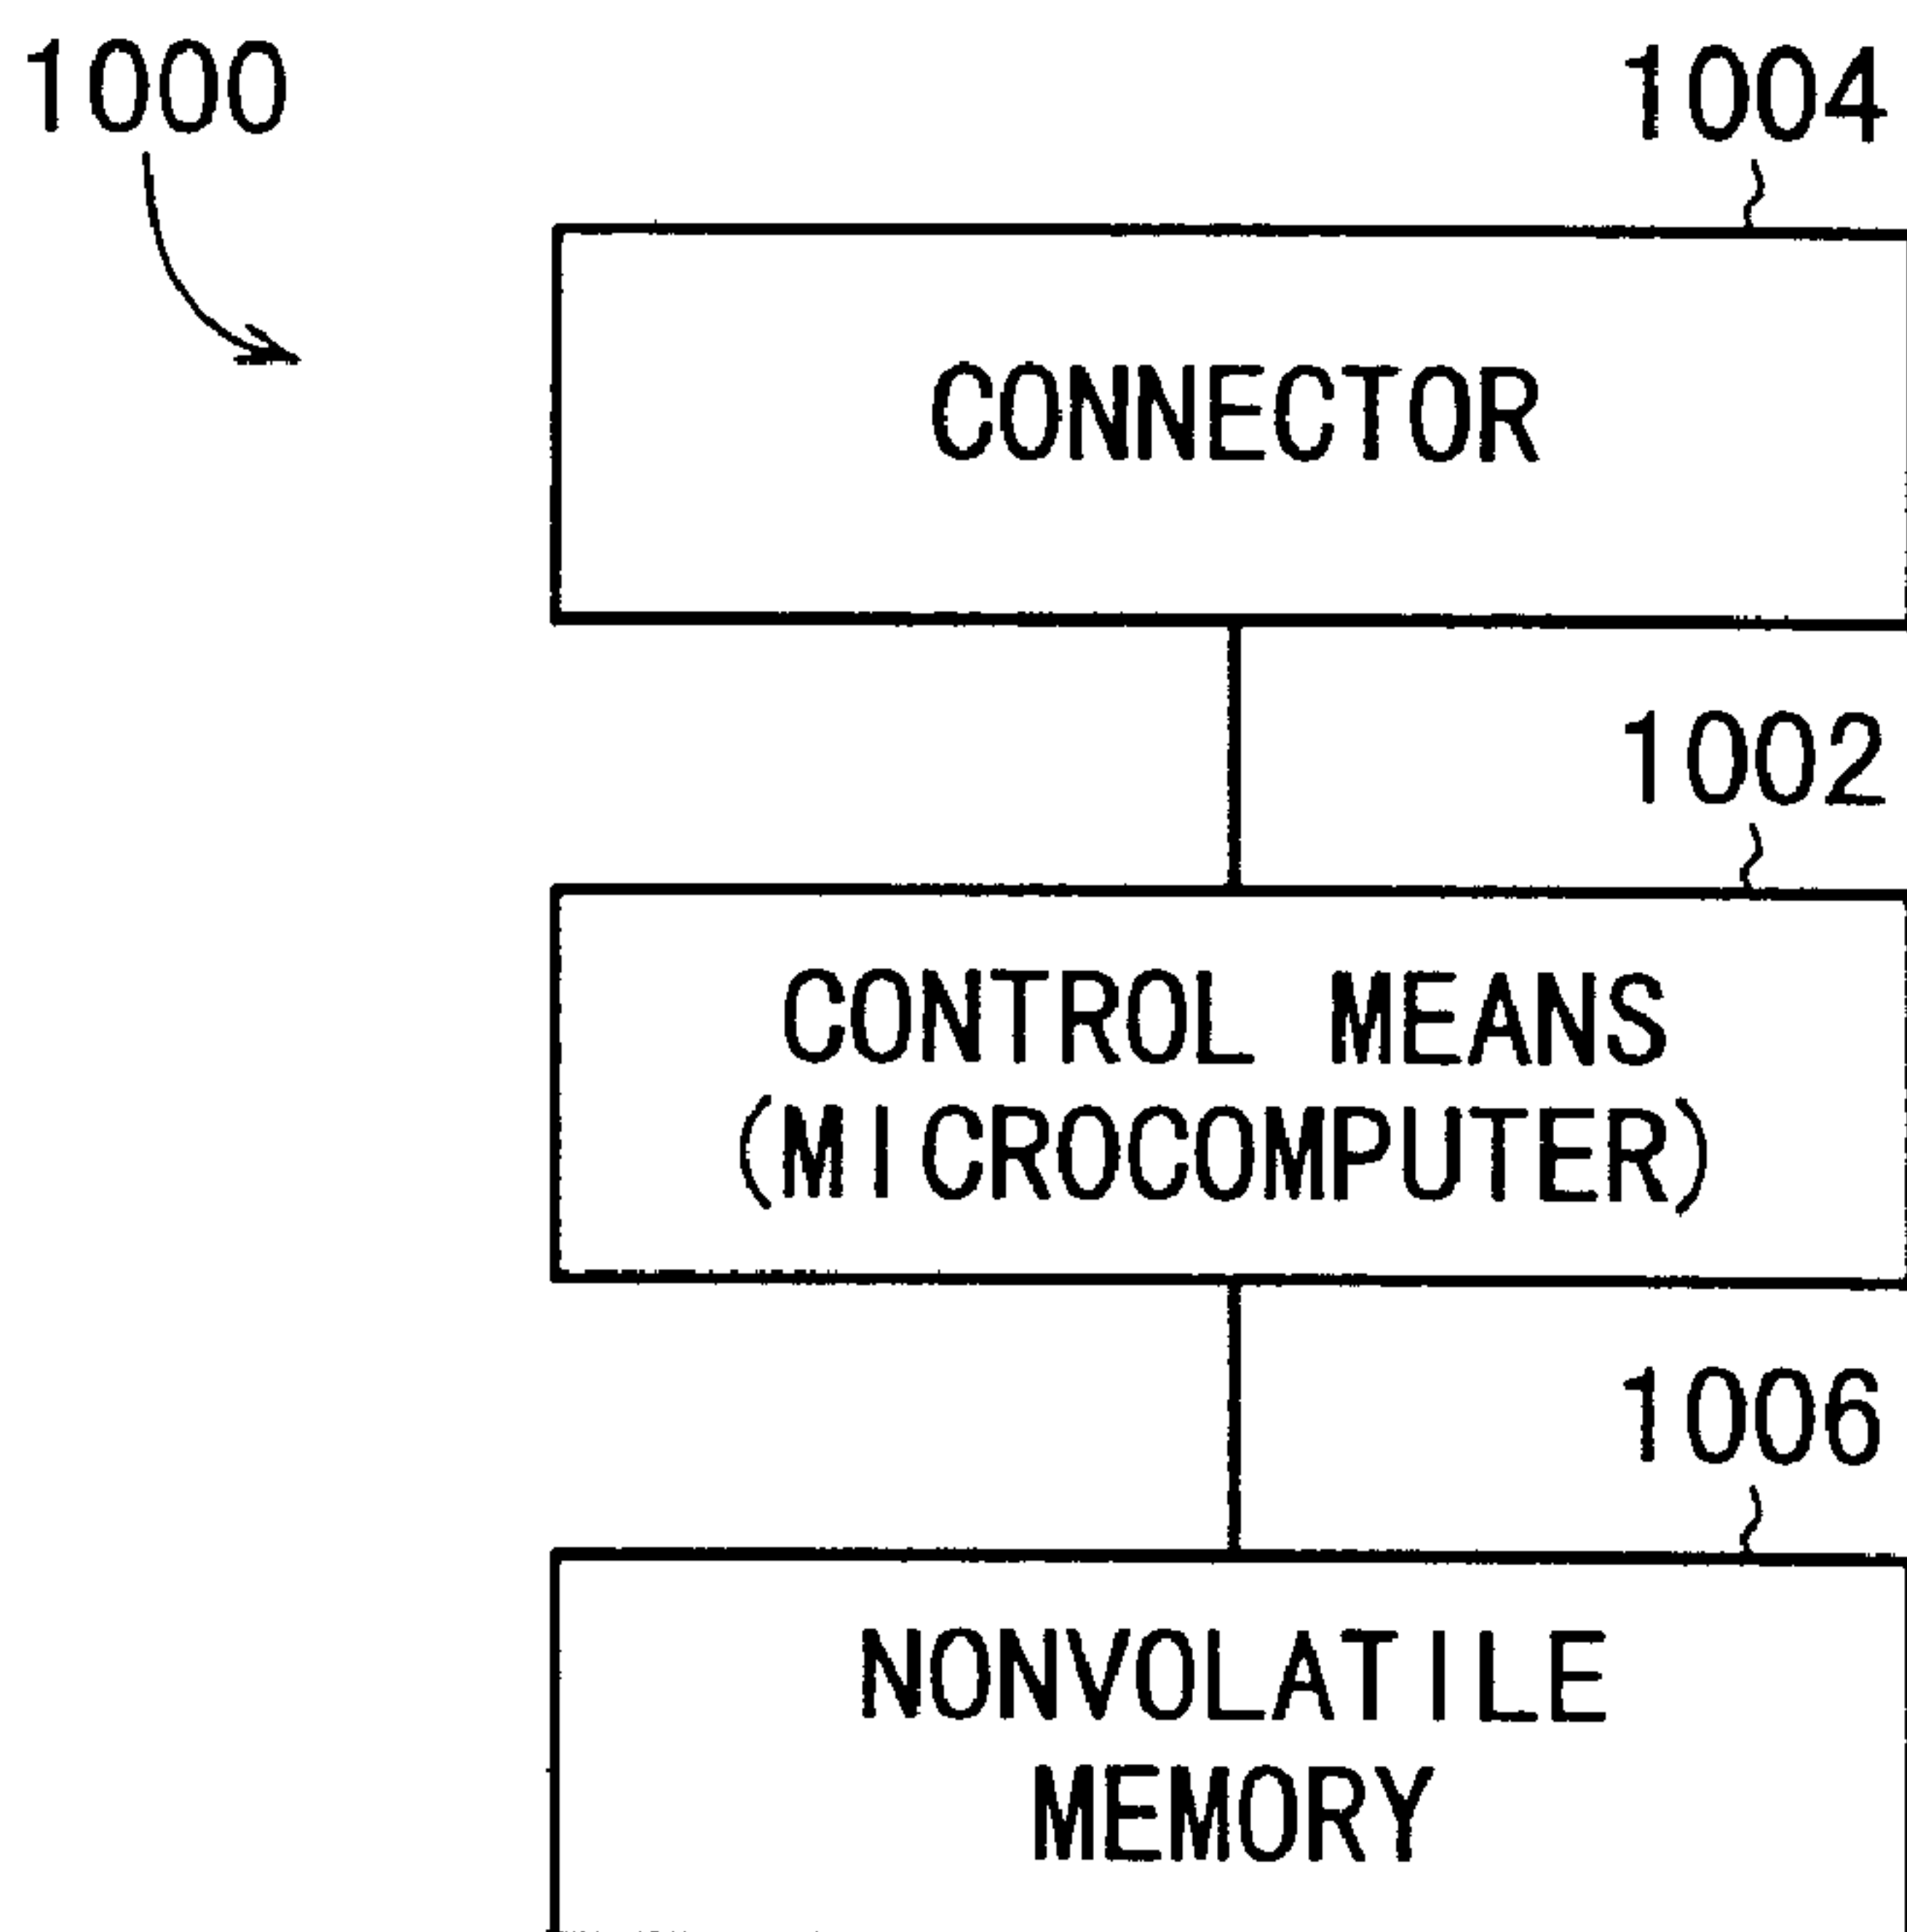 1000
1004
CONNECTOR
1002
CONTROL MEANS
(MICROCOMPUTER)
1006
NONVOLATILE
MEMORY